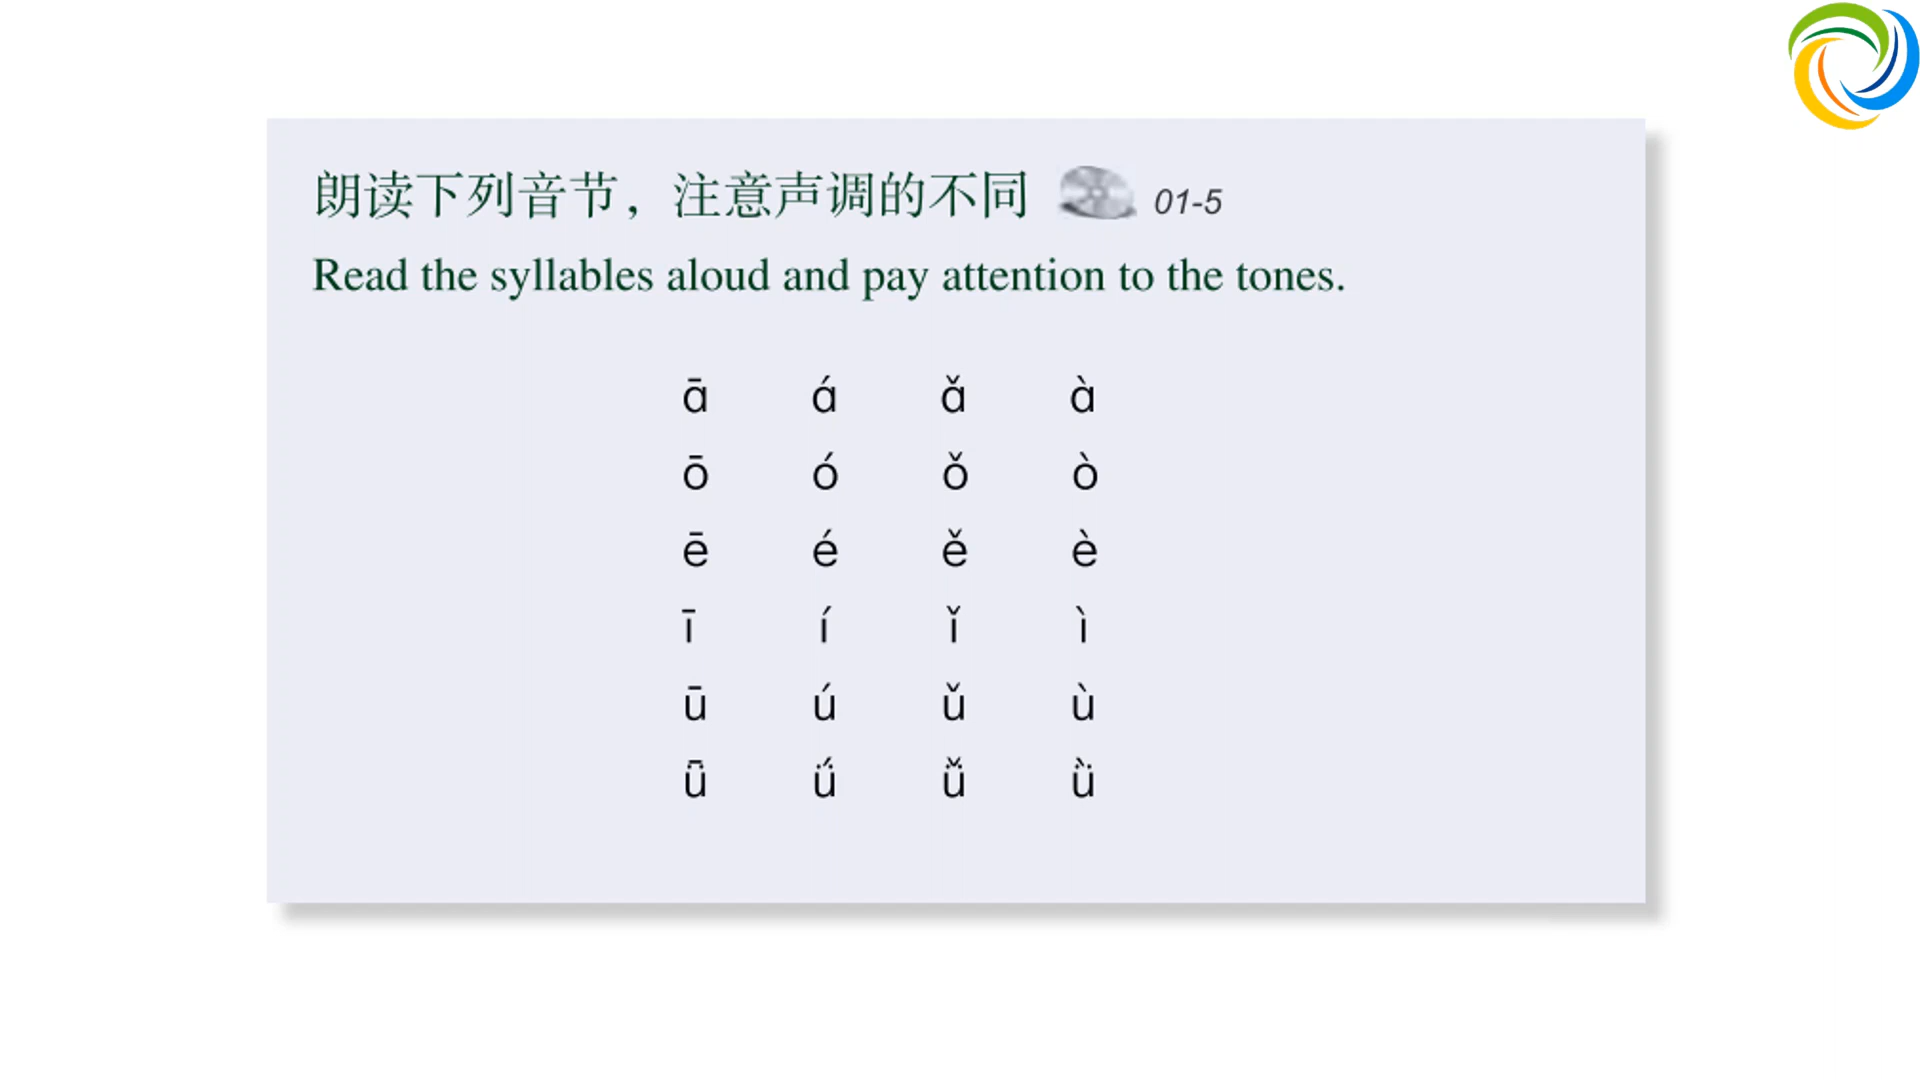 朗读下列音节，注意声调的不同 01-5
Read the syllables aloud and pay attention to the tones.
ā á ǎ à
ō ó ǒ ò
ē é ě è
ī í ǐ ì
ū ú ǔ ù
ǖ ǘ ǚ ǜ